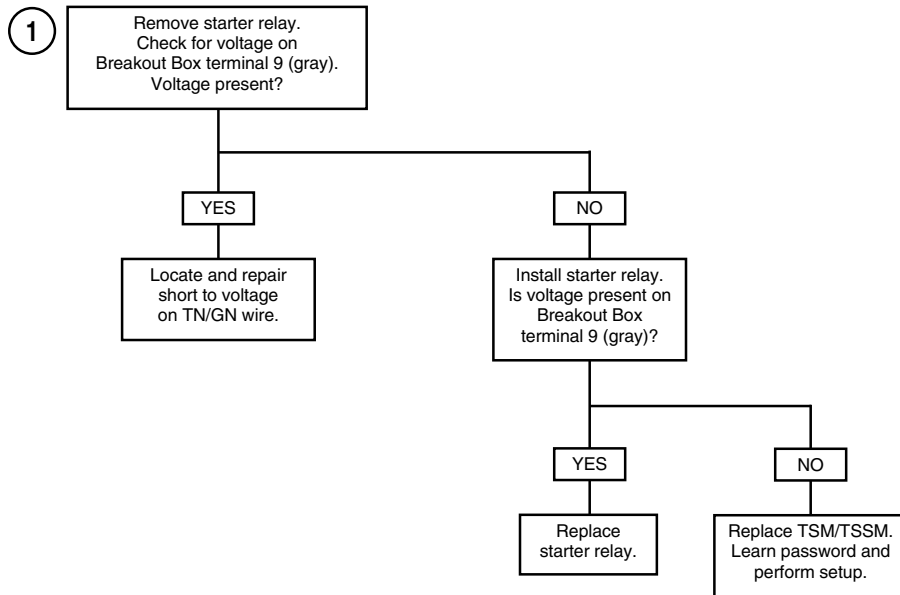 1
Remove starter relay.
Check for voltage on
Breakout Box terminal 9 (gray).
Voltage present?
YES
NO
Locate and repair
short to voltage
on TN/GN wire.
Install starter relay.
Is voltage present on
Breakout Box
terminal 9 (gray)?
YES
NO
Replace
starter relay.
Replace TSM/TSSM.
Learn password and
perform setup.